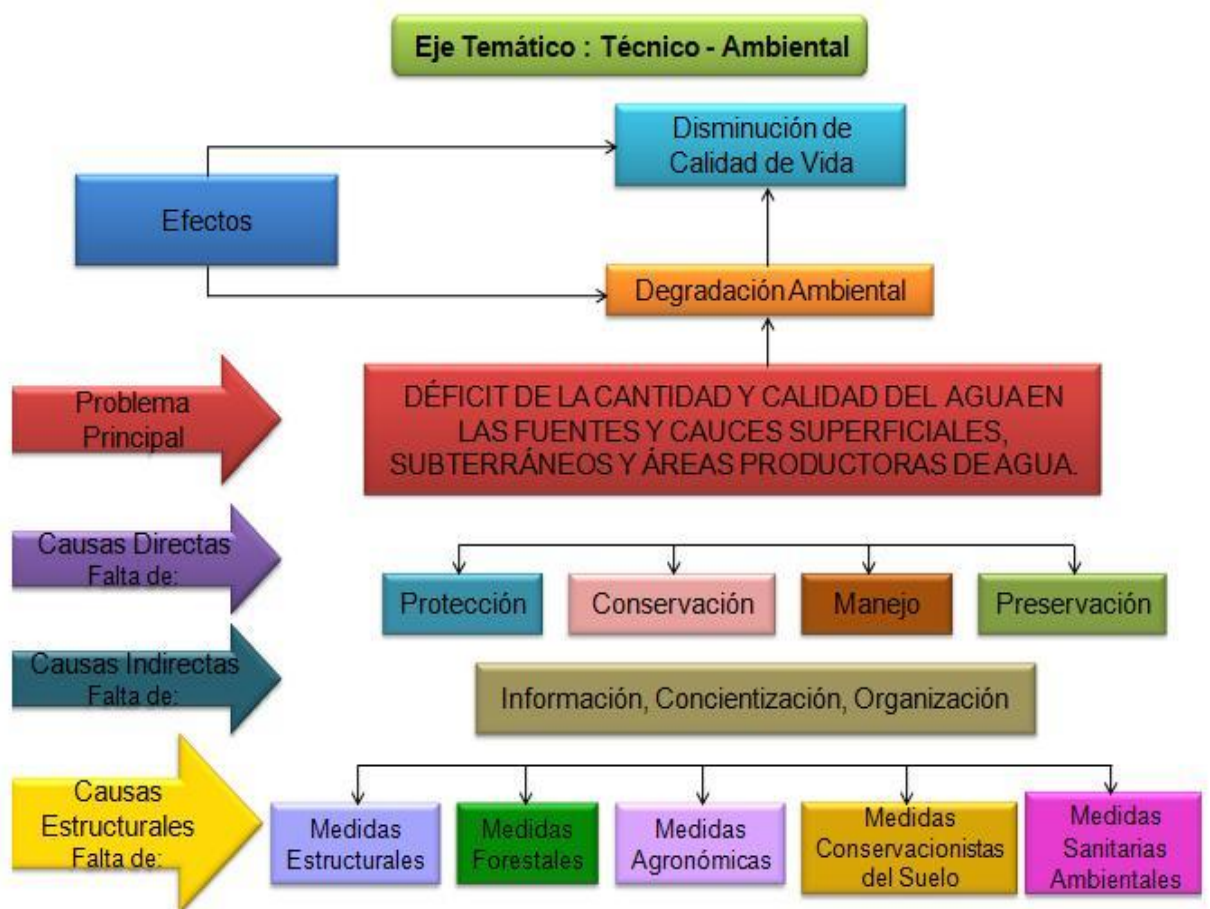 Eje Temático : Técnico - Ambiental
Disminución de
Calidad de Vida
Efectos
Degradación Ambiental
Problema
Principal
DÉFICIT DE LA CANTIDAD Y CALIDAD DEL AGUA EN
LAS FUENTES Y CAUCES SUPERFICIALES,
SUBTERRÁNEOS Y ÁREAS PRODUCTORAS DE AGUA.
Causas Directas
Falta de:
Protección
Conservación
Manejo
Preservación
Causas Indirectas
Falta de:
Información, Concientización, Organización
Causas
Estructurales
Falta de:
Medidas
Estructurales
Medidas
Forestales
Medidas
Agronómicas
Medidas
Conservacionistas
del Suelo
Medidas
Sanitarias
Ambientales